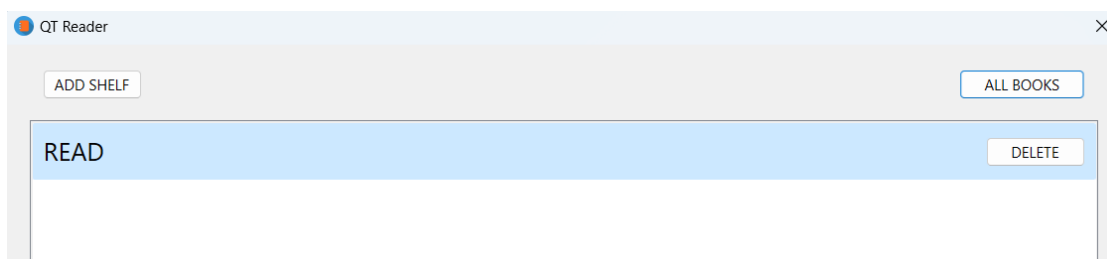 QT Reader
ADD SHELF ALL BOOKS
READ DELETE